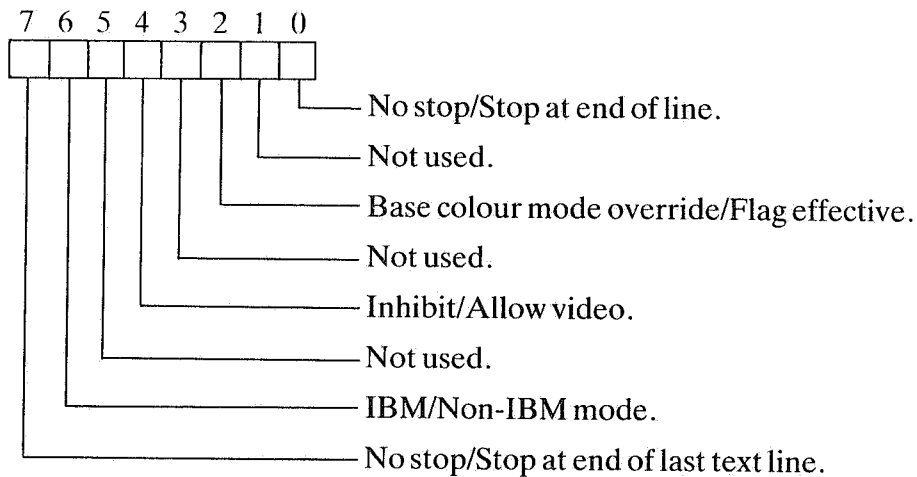 7 6 5 4 3 2 1 0
No stop/Stop at end of line.
Not used.
Base colour mode override/Flag effective.
Not used.
Inhibit/Allow video.
Not used.
IBM/Non-IBM mode.
No stop/Stop at end of last text line.